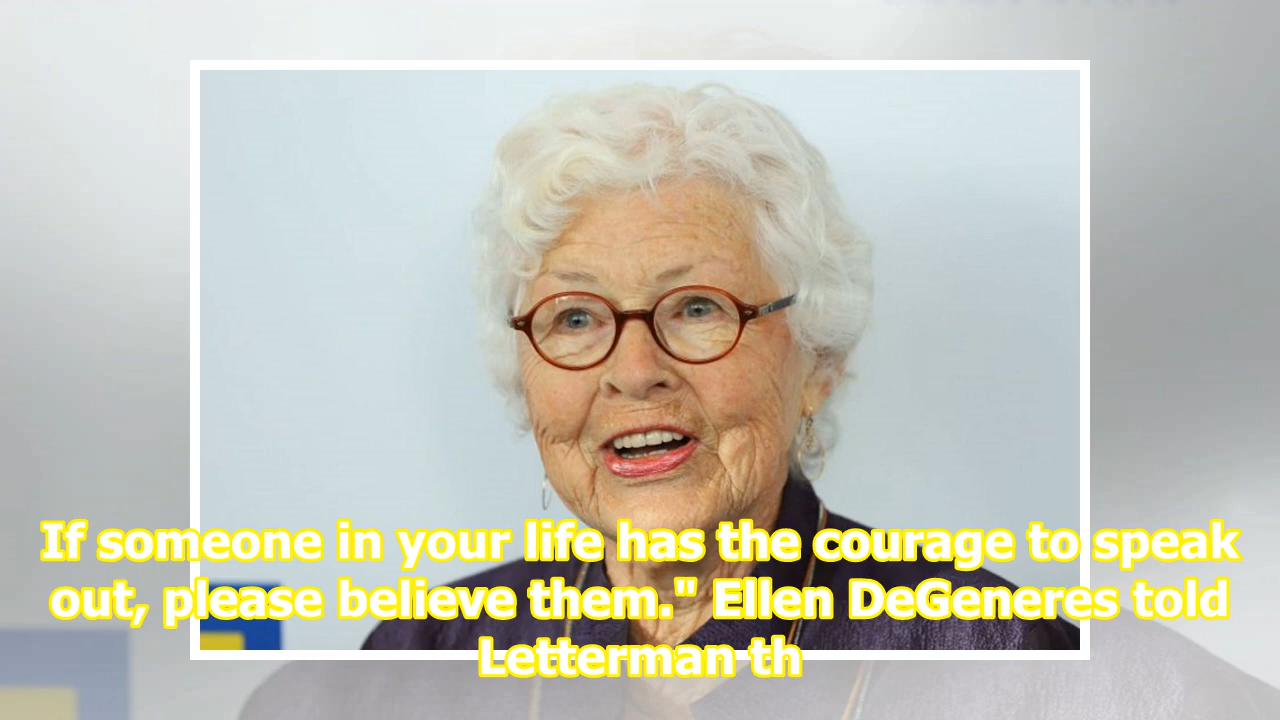 If someone in your life has the courage to speak
out, please believe them." Ellen DeGeneres told
Letterman th